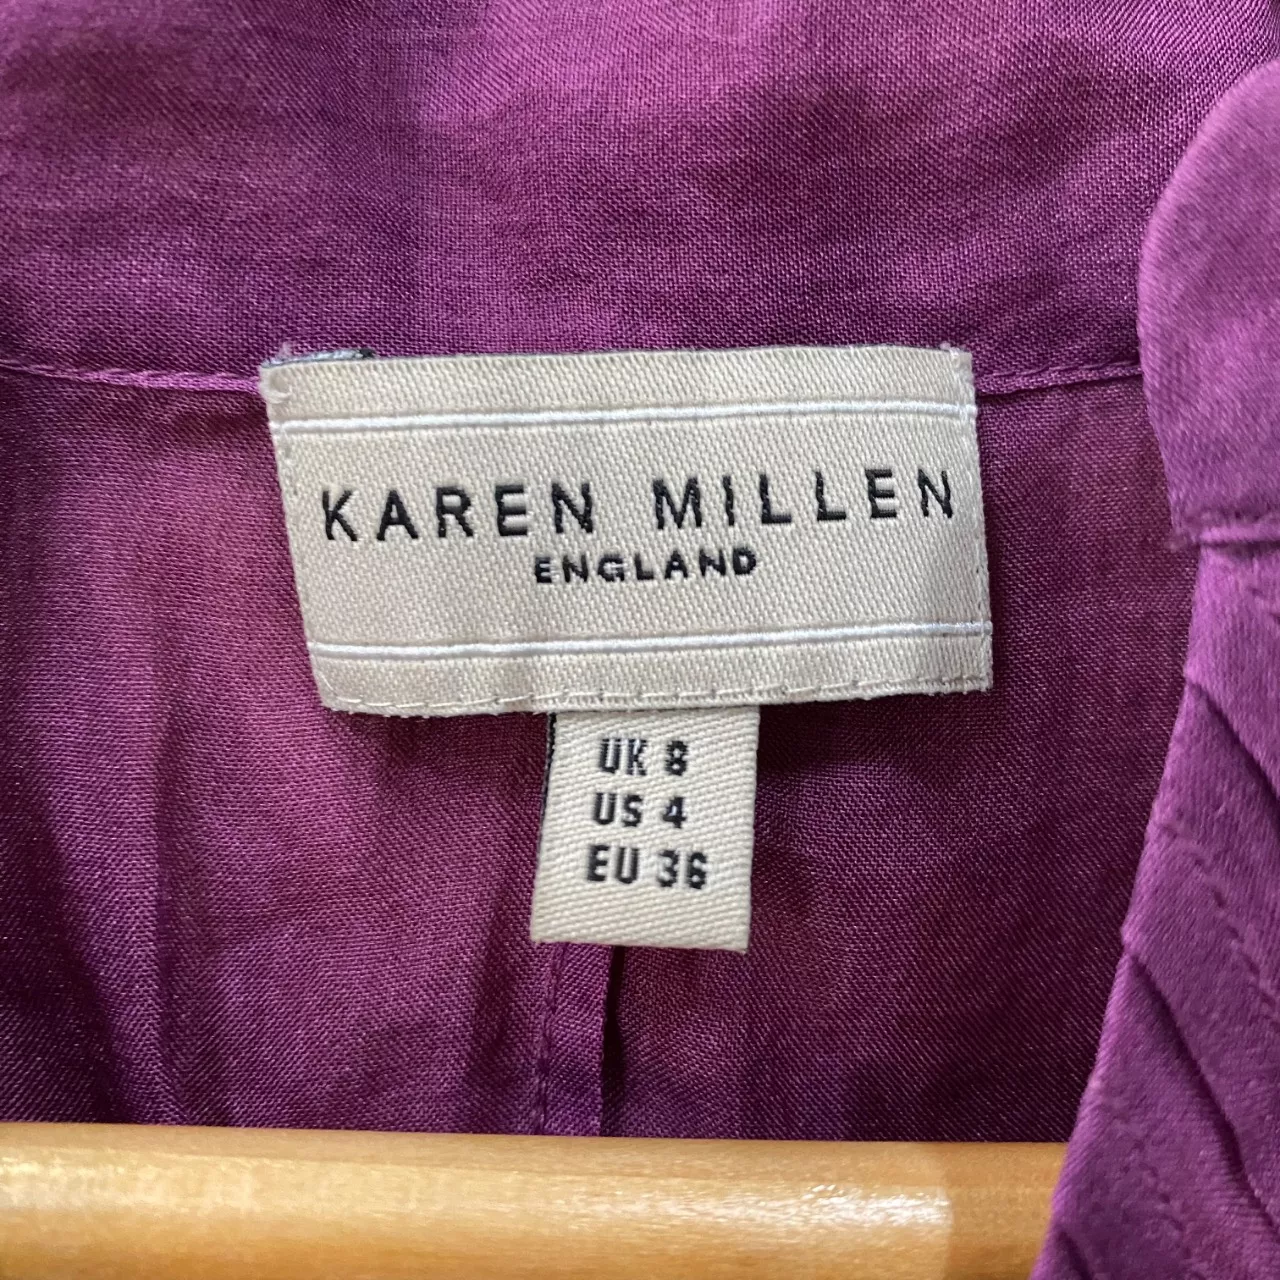 KAREN MILLEN
ENGLAND
UK 8
US 4
EU 36